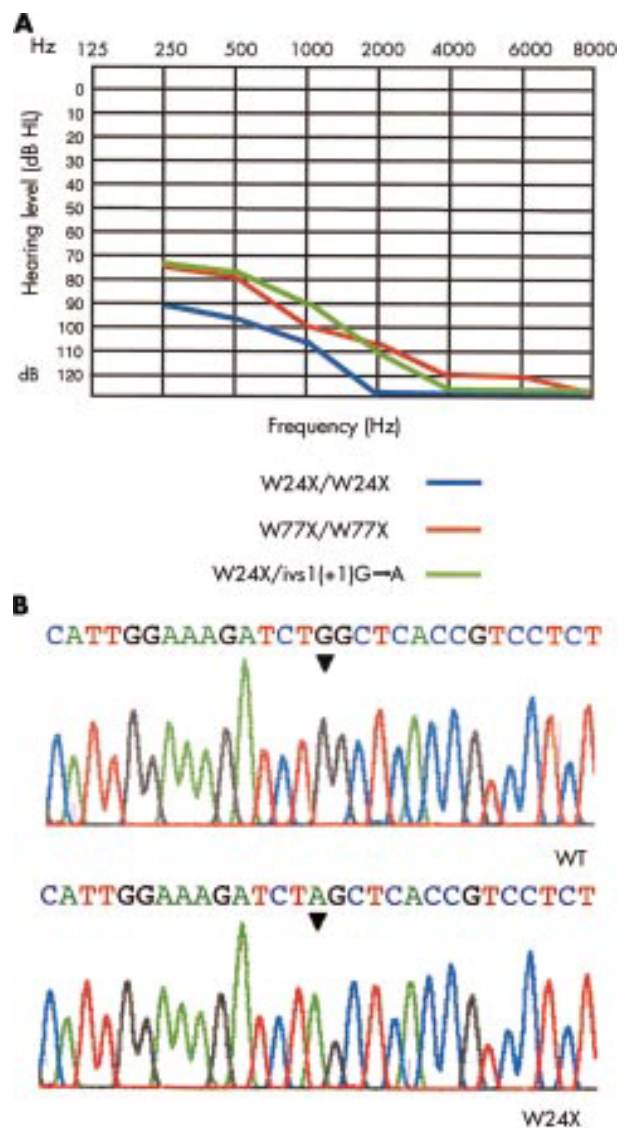 A
Hz 125 250 500 1000 2000 4000 6000 8000
0
10
20
30
40
50
60
70
80
90
100
110
dB 120
Hearing level (dB HL)
Frequency (Hz)
W24X/W24X
W77X/W77X
W24X/ivs1(+1)G→A
B
CATTGGAAAGATCTGGCTCACCGTCCTCT
WT
CATTGGAAAGATCTAGCTCACCGTCCTCT
W24X